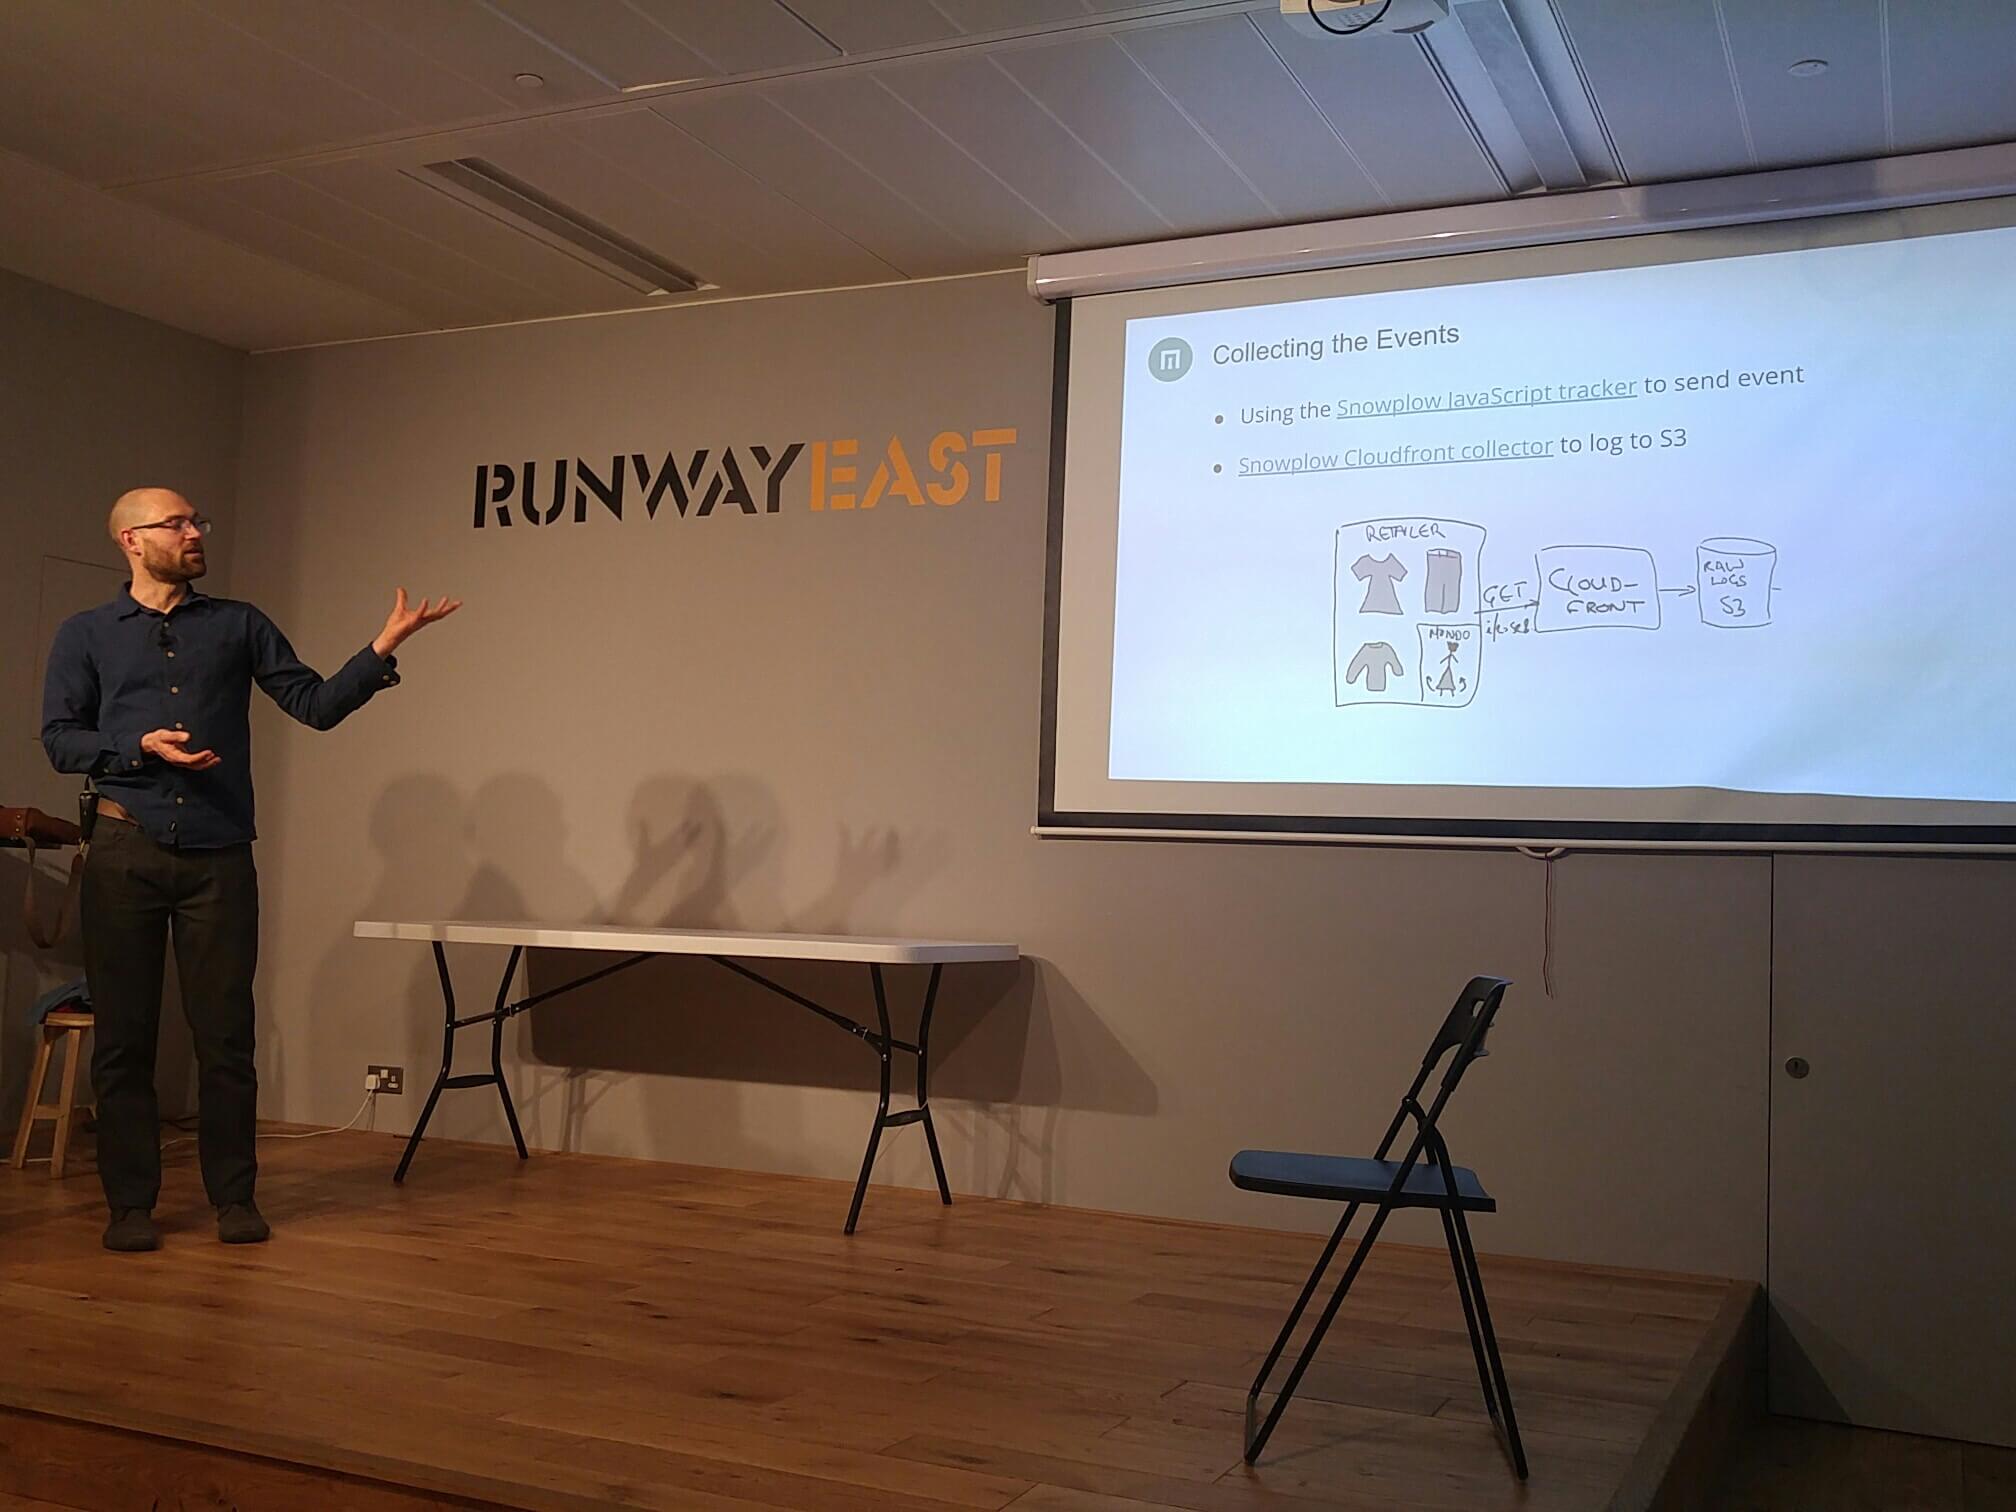 RUNWAYEAST
Collecting the Events
Using the Snowplow JavaScript tracker to send event
Snowplow Cloudfront collector to log to S3
RETAILER
GET
CLOUD-
FRONT
RAW
LOGS
S3
MONDO